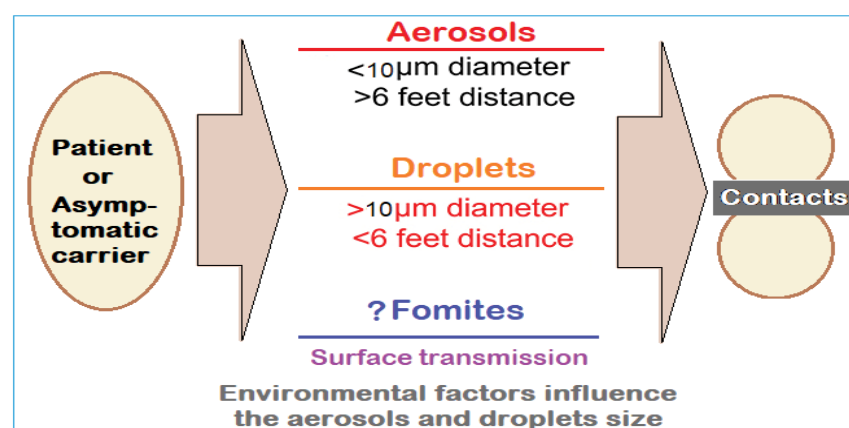 Patient
or
Asymp-
tomatic
carrier
Aerosols
<10µm diameter
>6 feet distance
Droplets
>10µm diameter
<6 feet distance
?Fomites
Surface transmission
Environmental factors influence
the aerosols and droplets size
Contacts